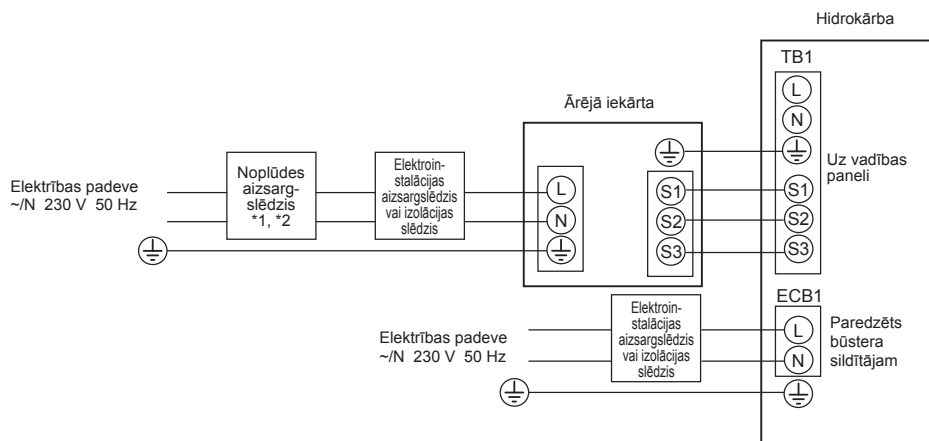 Hidrokārba
TB1
L
N
Ārējā iekārta
Uz vadības
paneli
Elektrības padeve
~/N 230 V 50 Hz
Noplūdes
aizsarg-
slēdzis
*1, *2
Elektroin-
stalācijas
aizsargslēdzis
vai izolācijas
slēdzis
L
N
S1
S2
S3
S1
S2
S3
ECB1
Elektrības padeve
~/N 230 V 50 Hz
Elektroin-
stalācijas
aizsargslēdzis
vai izolācijas
slēdzis
L
N
Paredzēts
būstera
sildītājam